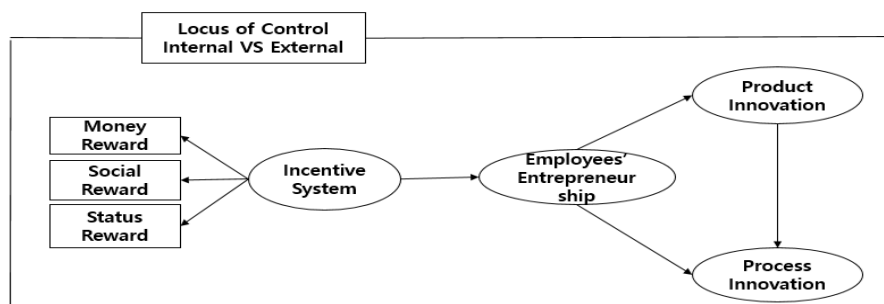 Locus of Control
Internal VS External
Money
Reward
Social
Reward
Status
Reward
Incentive
System
Employees’
Entrepreneur
ship
Product
Innovation
Process
Innovation